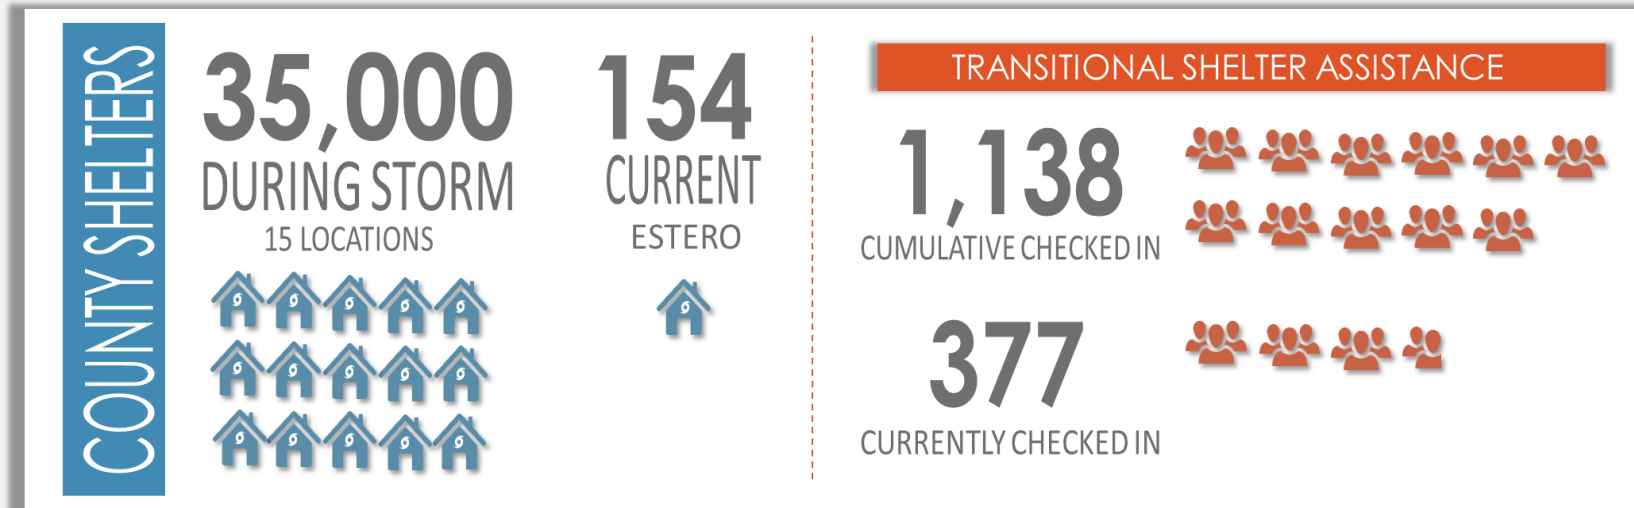 COUNTY SHELTERS
35,000
DURING STORM
15 LOCATIONS
154
CURRENT
ESTERO
TRANSITIONAL SHELTER ASSISTANCE
1,138
CUMULATIVE CHECKED IN
377
CURRENTLY CHECKED IN